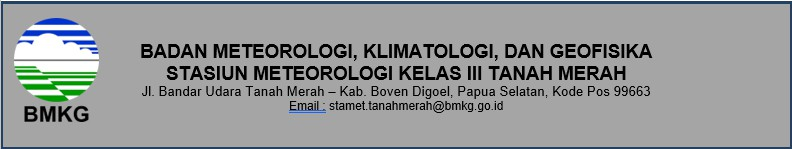 BADAN METEOROLOGI, KLIMATOLOGI, DAN GEOFISIKA
STASIUN METEOROLOGI KELAS III TANAH MERAH
Jl. Bandar Udara Tanah Merah – Kab. Boven Digoel, Papua Selatan, Kode Pos 99663
Email : stamet.tanahmerah@bmkg.go.id
BMKG